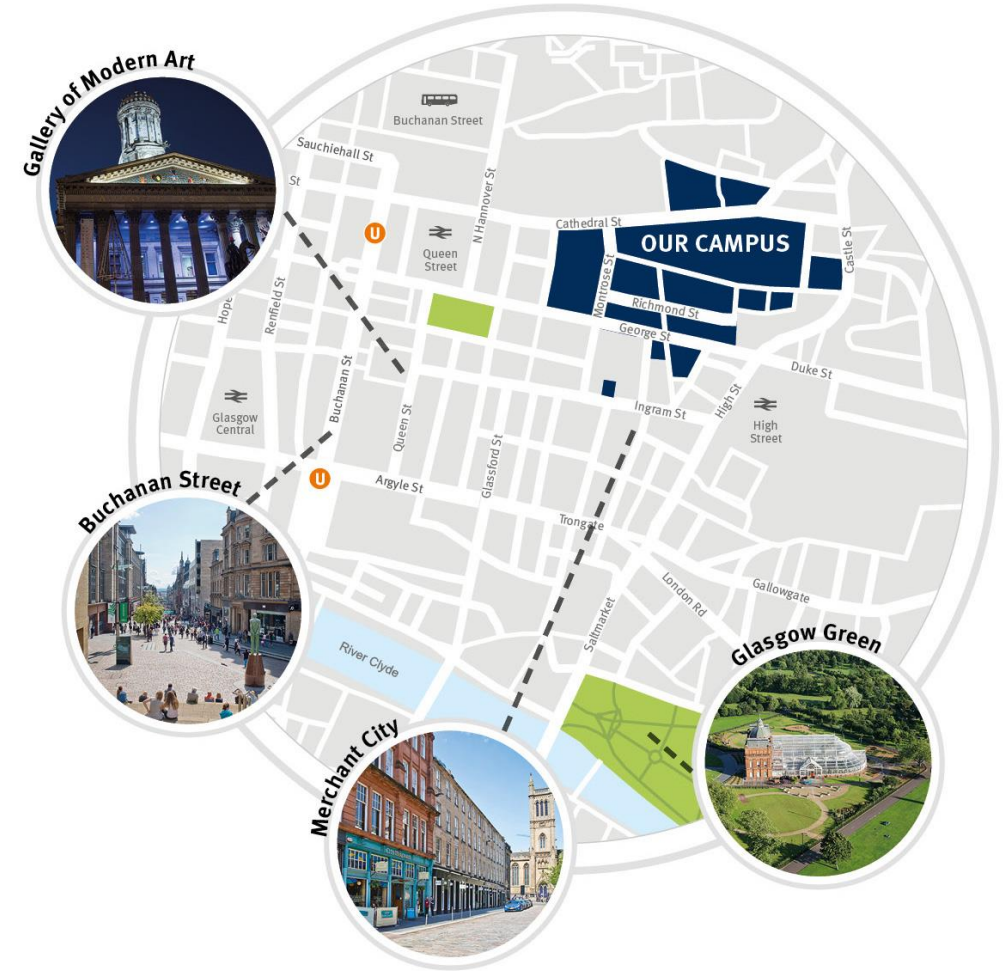 Gallery of Modern Art
Buchanan Street
Sauchiehall St
St
N Hannover St
Cathedral St
U
Queen
Street
OUR CAMPUS
Castle St
Montrose St
Richmond St
George St
Hope
Renfield St
Buchanan St
Duke St
Glasgow
Central
Queen St
Ingram St
High St
High
Street
Glassford St
U
Argyle St
Trongate
Buchanan Street
Gallowgate
London Rd
Saltmarket
River Clyde
Glasgow Green
Merchant City